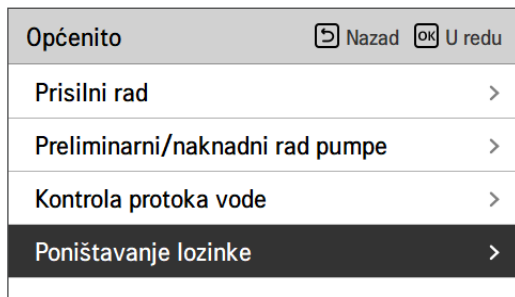 Općenito Nazad OK U redu
Prisilni rad
Preliminarni/naknadni rad pumpe
Kontrola protoka vode
Poništavanje lozinke